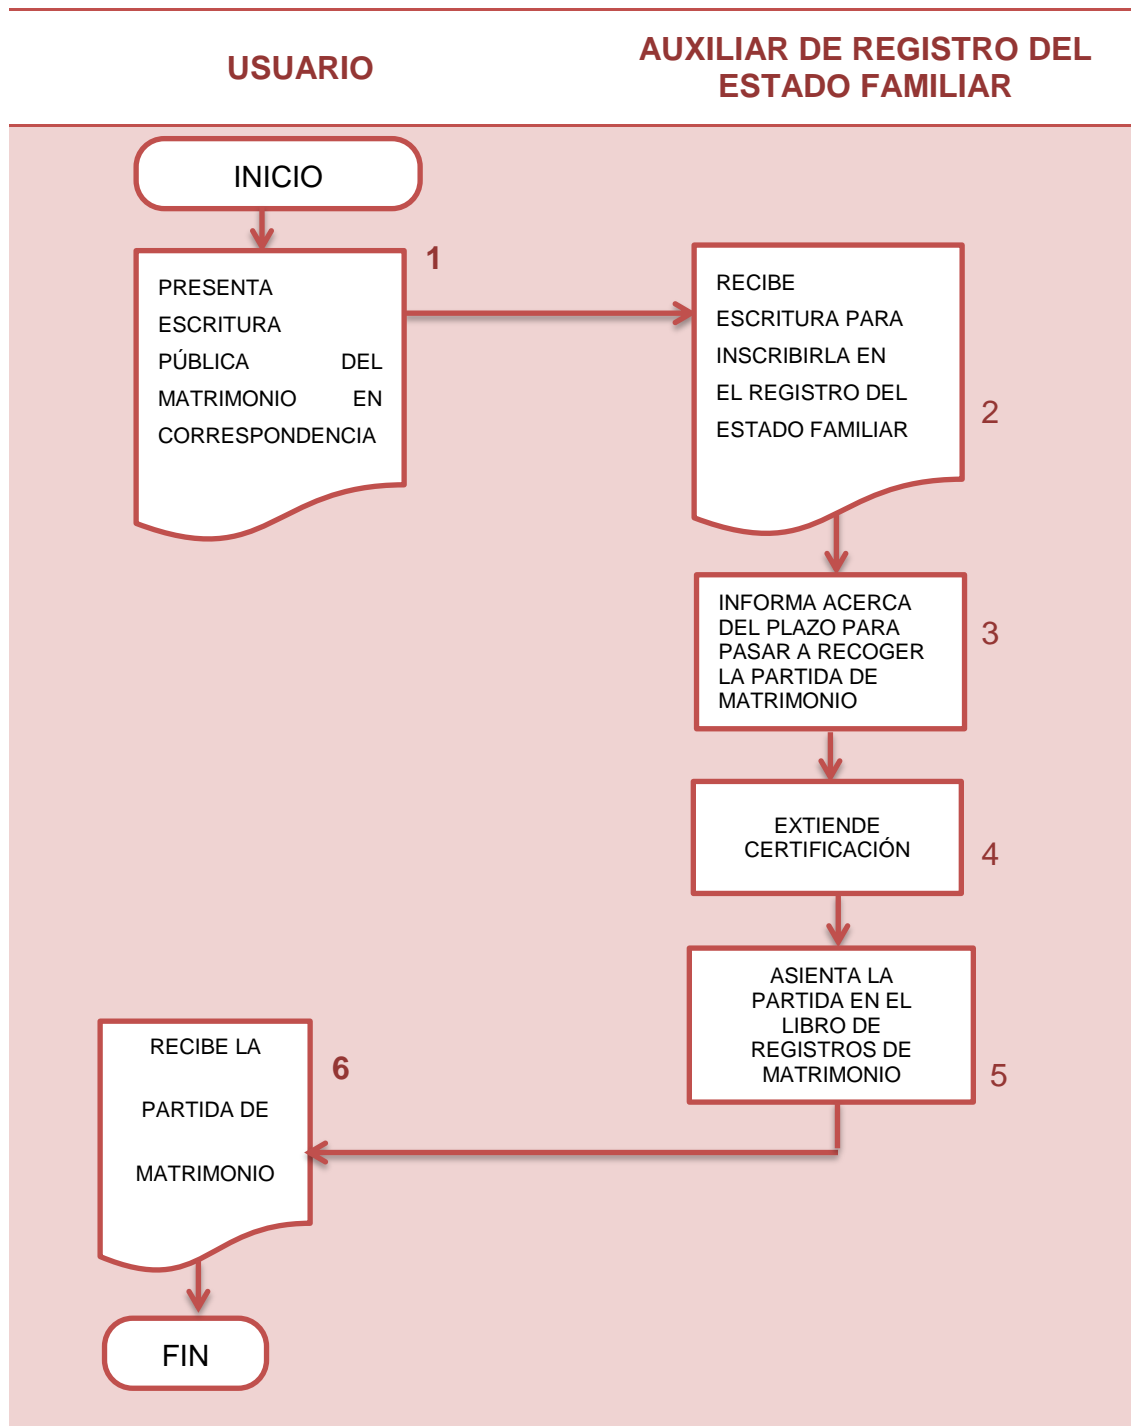 USUARIO
AUXILIAR DE REGISTRO DEL
ESTADO FAMILIAR
INICIO
1
PRESENTA
ESCRITURA
PÚBLICA DEL
MATRIMONIO EN
CORRESPONDENCIA
RECIBE
ESCRITURA PARA
INSCRIBIRLA EN
EL REGISTRO DEL
ESTADO FAMILIAR
2
INFORMA ACERCA
DEL PLAZO PARA
PASAR A RECOGER
LA PARTIDA DE
MATRIMONIO
3
EXTIENDE
CERTIFICACIÓN
4
ASIENTA LA
PARTIDA EN EL
LIBRO DE
REGISTROS DE
MATRIMONIO
5
RECIBE LA
PARTIDA DE
MATRIMONIO
6
FIN